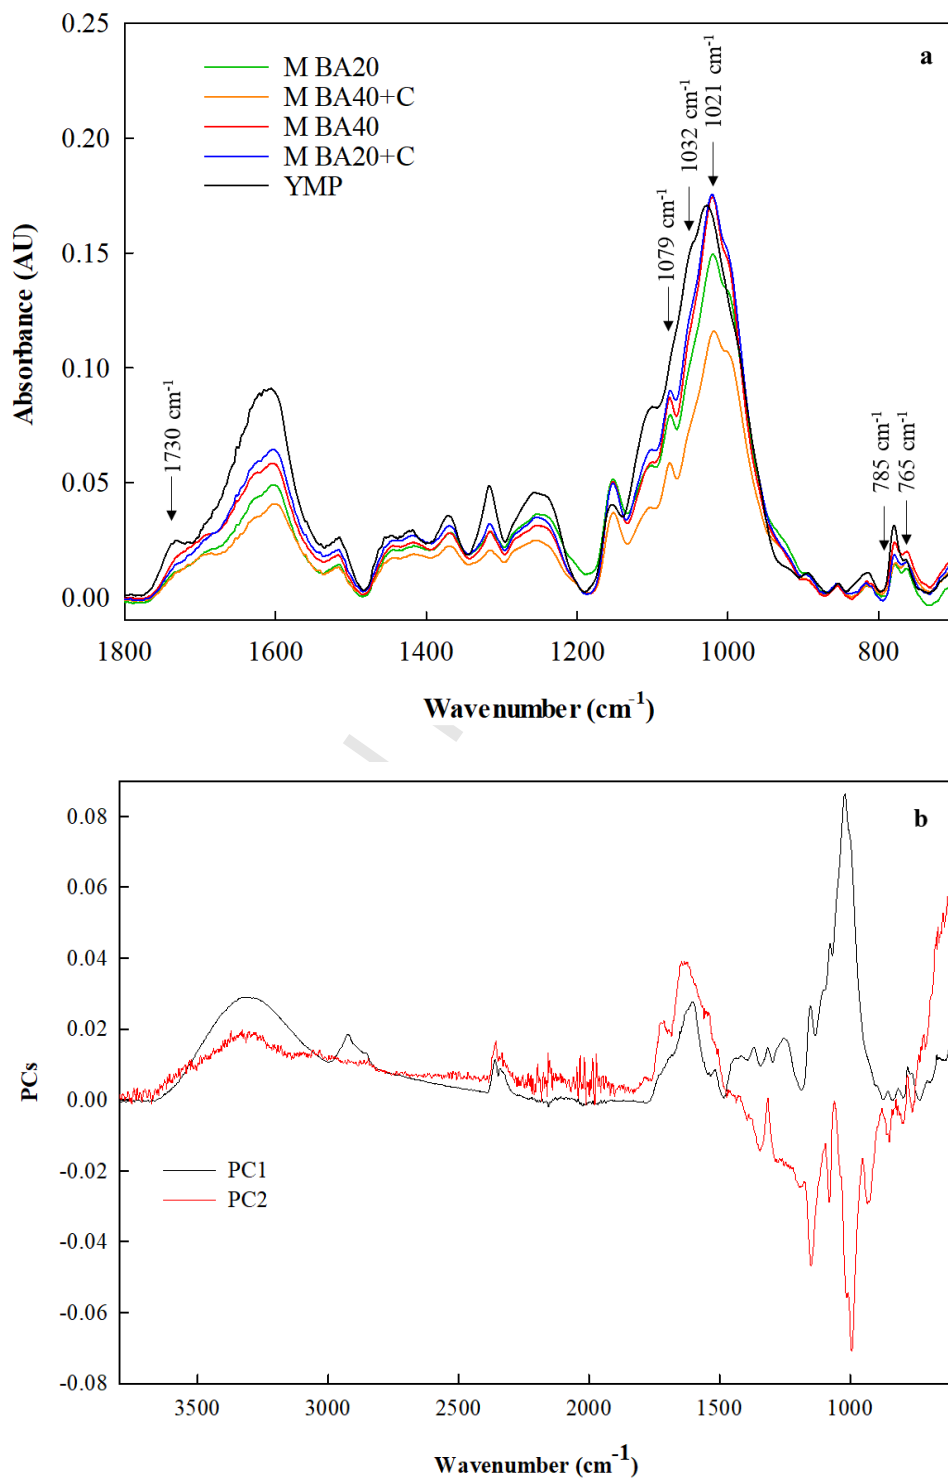 0.25
a
M BA20
M BA40+C
M BA40
M BA20+C
YMP
0.20
0.15
0.10
0.05
0.00
Absorbance (AU)
1730 cm-1
1079 cm-1
1032 cm-1
1021 cm-1
785 cm-1
765 cm-1
1800 1600 1400 1200 1000 800
Wavenumber (cm-1)
b
0.08
0.06
0.04
0.02
0.00
-0.02
-0.04
-0.06
-0.08
PCs
PC1
PC2
3500 3000 2500 2000 1500 1000
Wavenumber (cm-1)